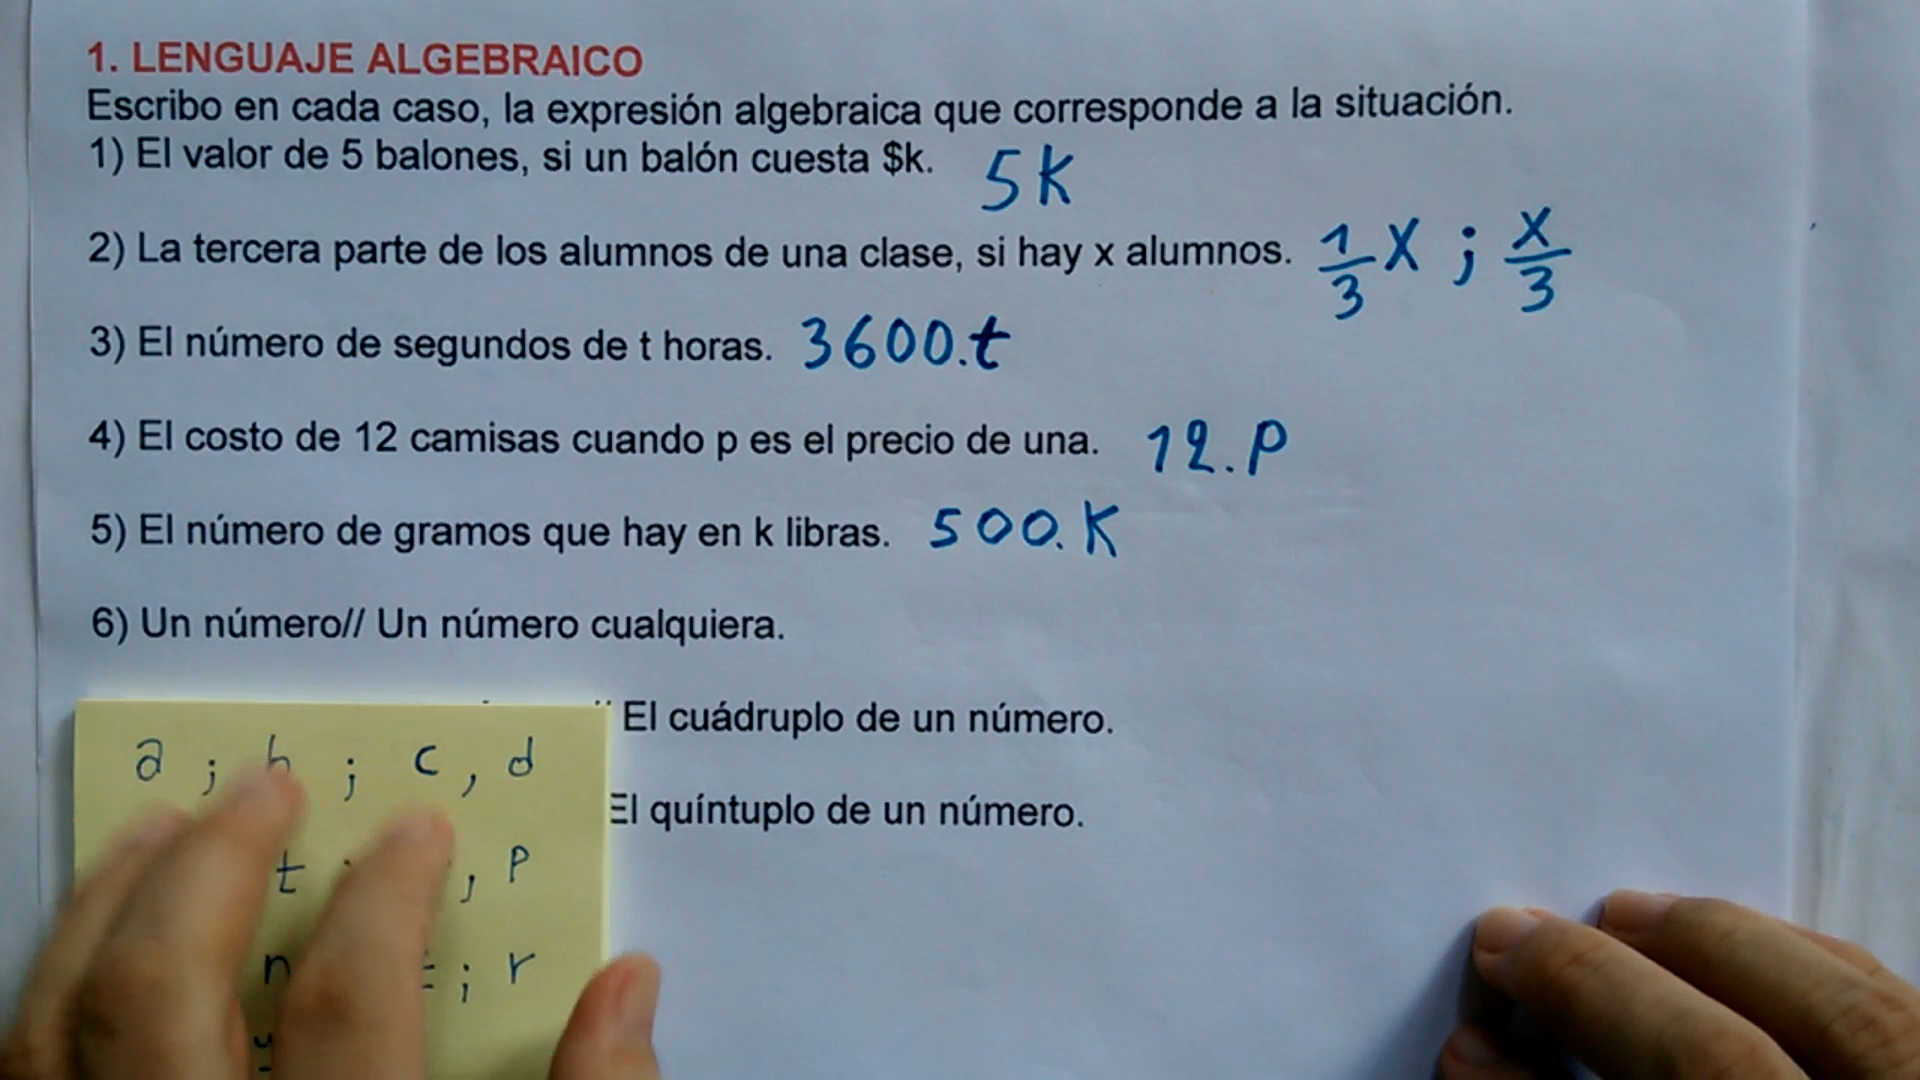 1. LENGUAJE ALGEBRAICO
Escribo en cada caso, la expresión algebraica que corresponde a la situación.
1) El valor de 5 balones, si un balón cuesta $k. 5K
2) La tercera parte de los alumnos de una clase, si hay x alumnos. 1/3 X ; x/3
3) El número de segundos de t horas. 3600.t
4) El costo de 12 camisas cuando p es el precio de una. 12.P
5) El número de gramos que hay en k libras. 500.K
6) Un número// Un número cualquiera.
El cuádruplo de un número.
El quíntuplo de un número.
a ; b ; c , d
t , P
n ; r
y